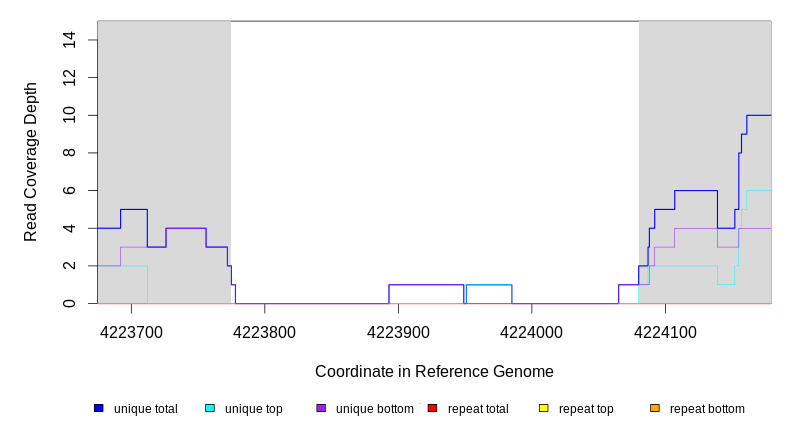 Read Coverage Depth
14
12
10
8
6
4
2
0
4223700 4223800 4223900 4224000 4224100
Coordinate in Reference Genome
unique total unique top unique bottom repeat total repeat top repeat bottom